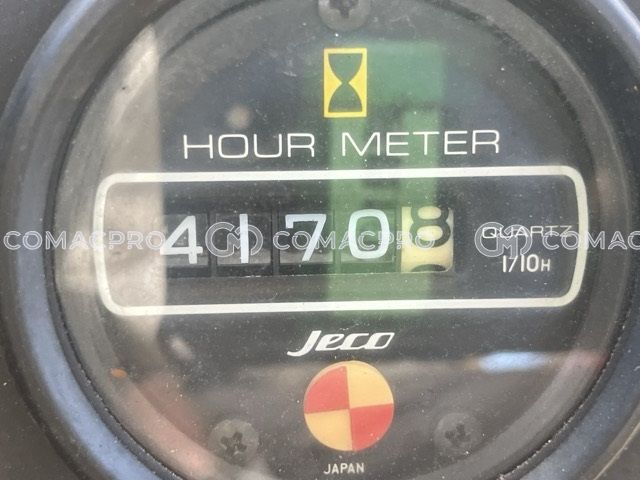 HOUR METER
41708
QUARTZ
1/10H
COMACPRO COMACPRO COMACPRO
Jeco
JAPAN